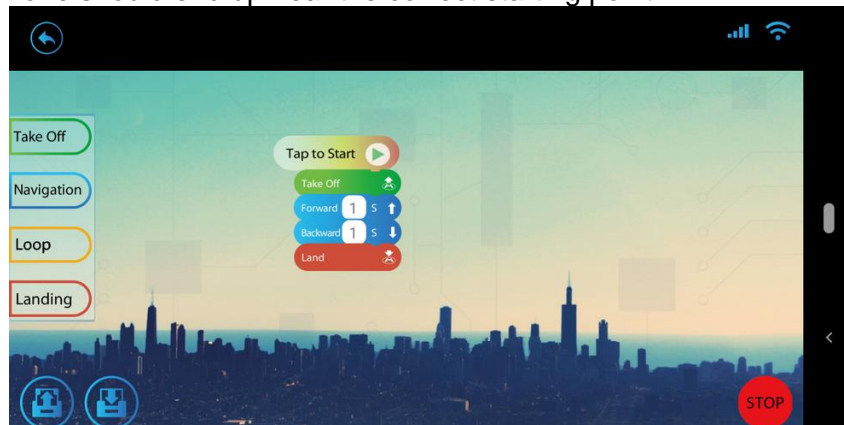 Tap to Start
Take Off
Take Off
Navigation
Forward 1 S
Backward 1 S
Loop
Land
Landing
STOP